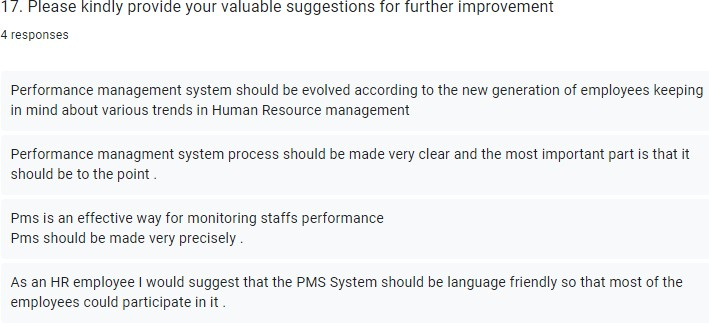 17. Please kindly provide your valuable suggestions for further improvement
4 responses
Performance management system should be evolved according to the new generation of employees keeping
in mind about various trends in Human Resource management
Performance managment system process should be made very clear and the most important part is that it
should be to the point .
Pms is an effective way for monitoring staffs performance
Pms should be made very precisely .
As an HR employee I would suggest that the PMS System should be language friendly so that most of the
employees could participate in it .